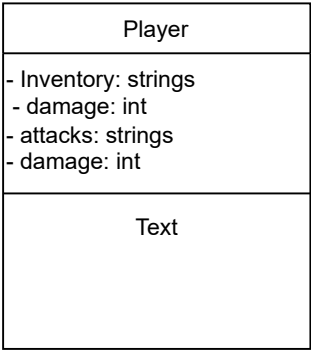 Player
- Inventory: strings
- damage: int
- attacks: strings
- damage: int
Text